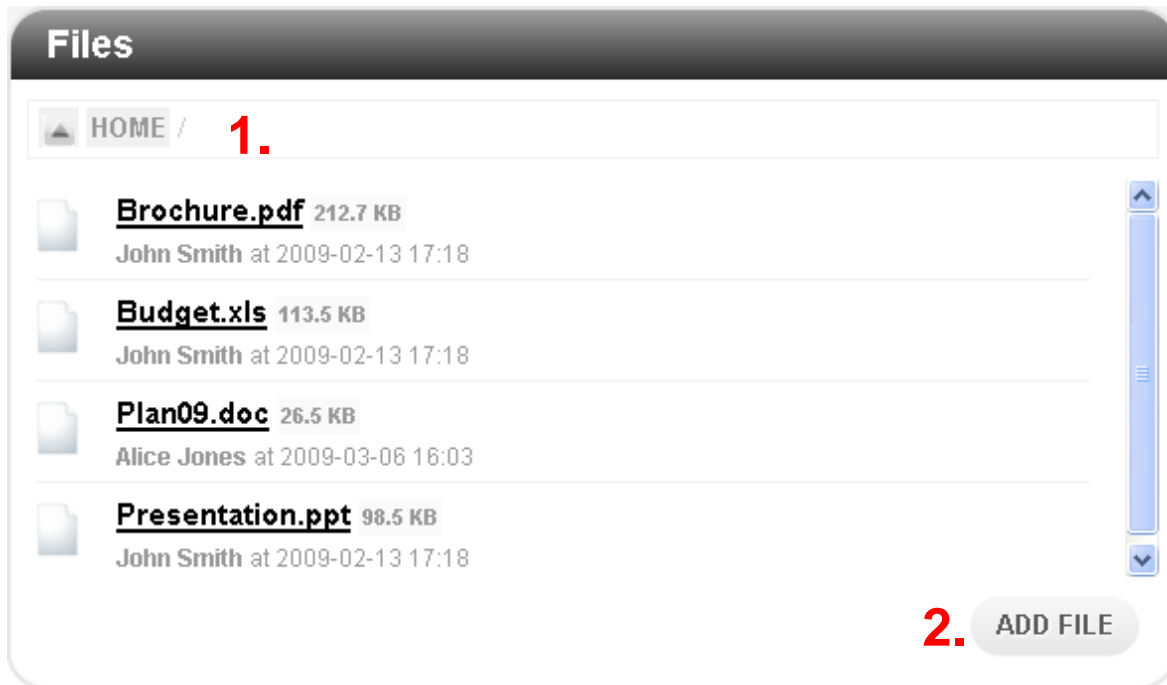 Files
HOME / 1.
Brochure.pdf 212.7 KB
John Smith at 2009-02-13 17:18
Budget.xls 113.5 KB
John Smith at 2009-02-13 17:18
Plan09.doc 26.5 KB
Alice Jones at 2009-03-06 16:03
Presentation.ppt 98.5 KB
John Smith at 2009-02-13 17:18
2. ADD FILE